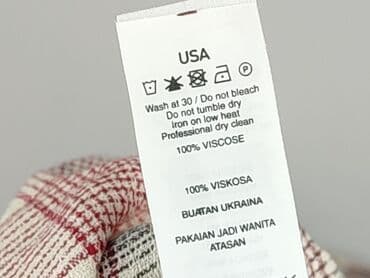 USA
P
Wash at 30 / Do not bleach
Do not tumble dry
Iron on low heat
Professional dry clean
100% VISCOSE
100% VISKOSA
BUATAN UKRAINA
PAKAIAN JADI WANITA
ATASAN